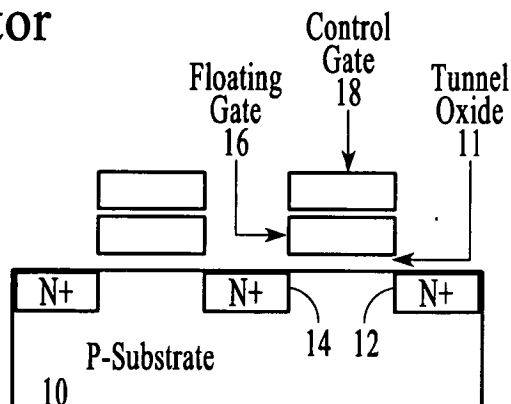 tor
Control
Gate
18
Floating
Gate
16
Tunnel
Oxide
11
N+
N+
N+
14
12
P-Substrate
10